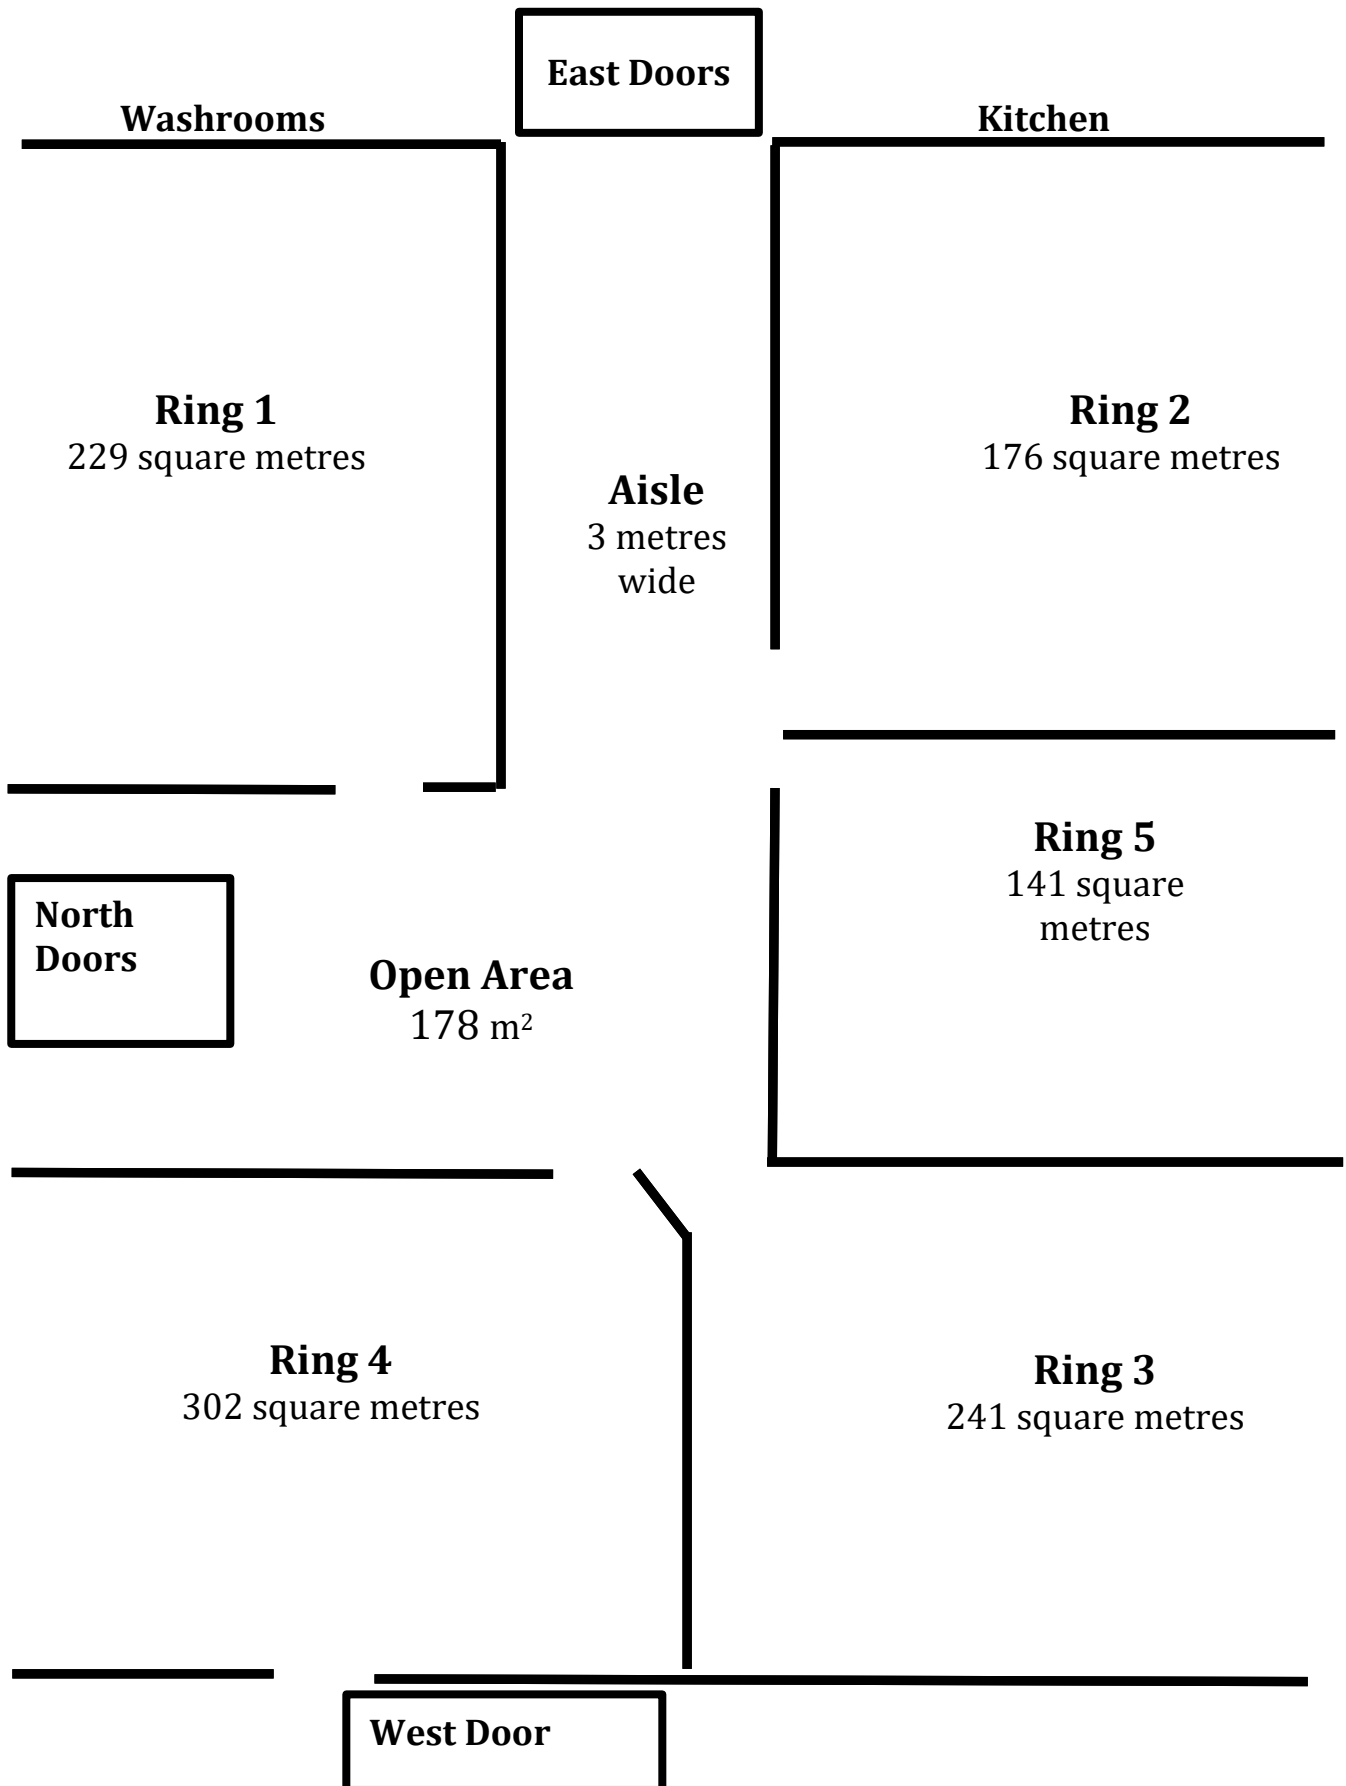 East Doors
Washrooms
Kitchen
Ring 1
229 square metres
Ring 2
176 square metres
Aisle
3 metres
wide
Ring 5
141 square
metres
North
Doors
Open Area
178 m²
Ring 4
302 square metres
Ring 3
241 square metres
West Door